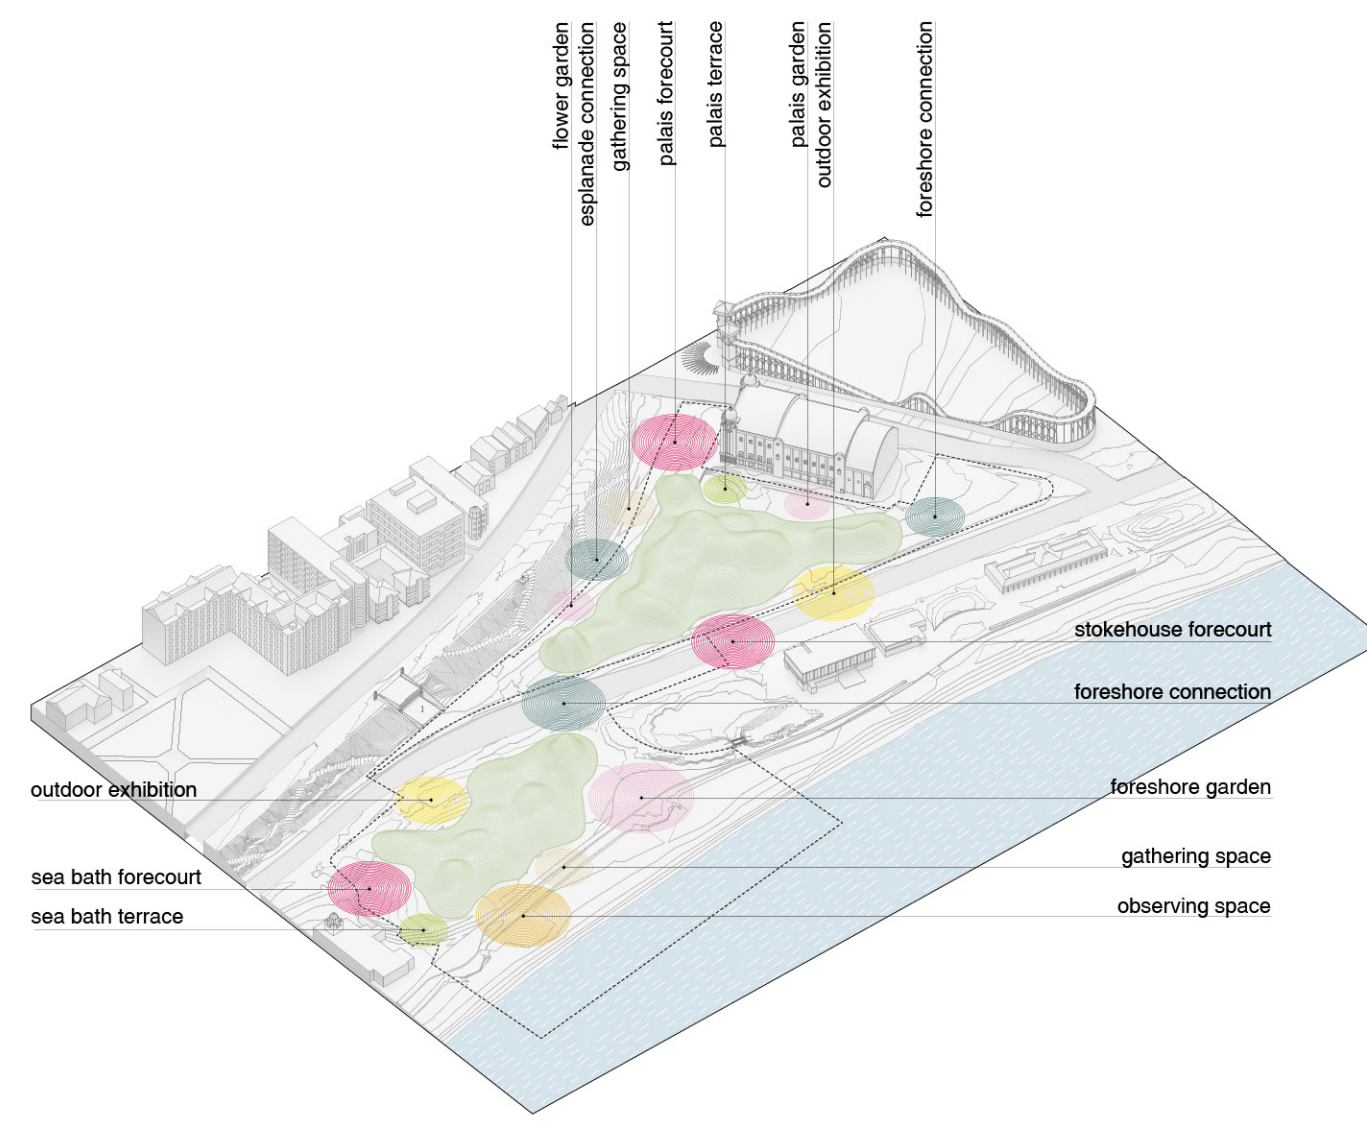 flower garden
esplanade connection
gathering space
palais forecourt
palais terrace
palais garden
outdoor exhibition
foreshore connection
stokehouse forecourt
foreshore connection
outdoor exhibition
foreshore garden
gathering space
sea bath forecourt
observing space
sea bath terrace